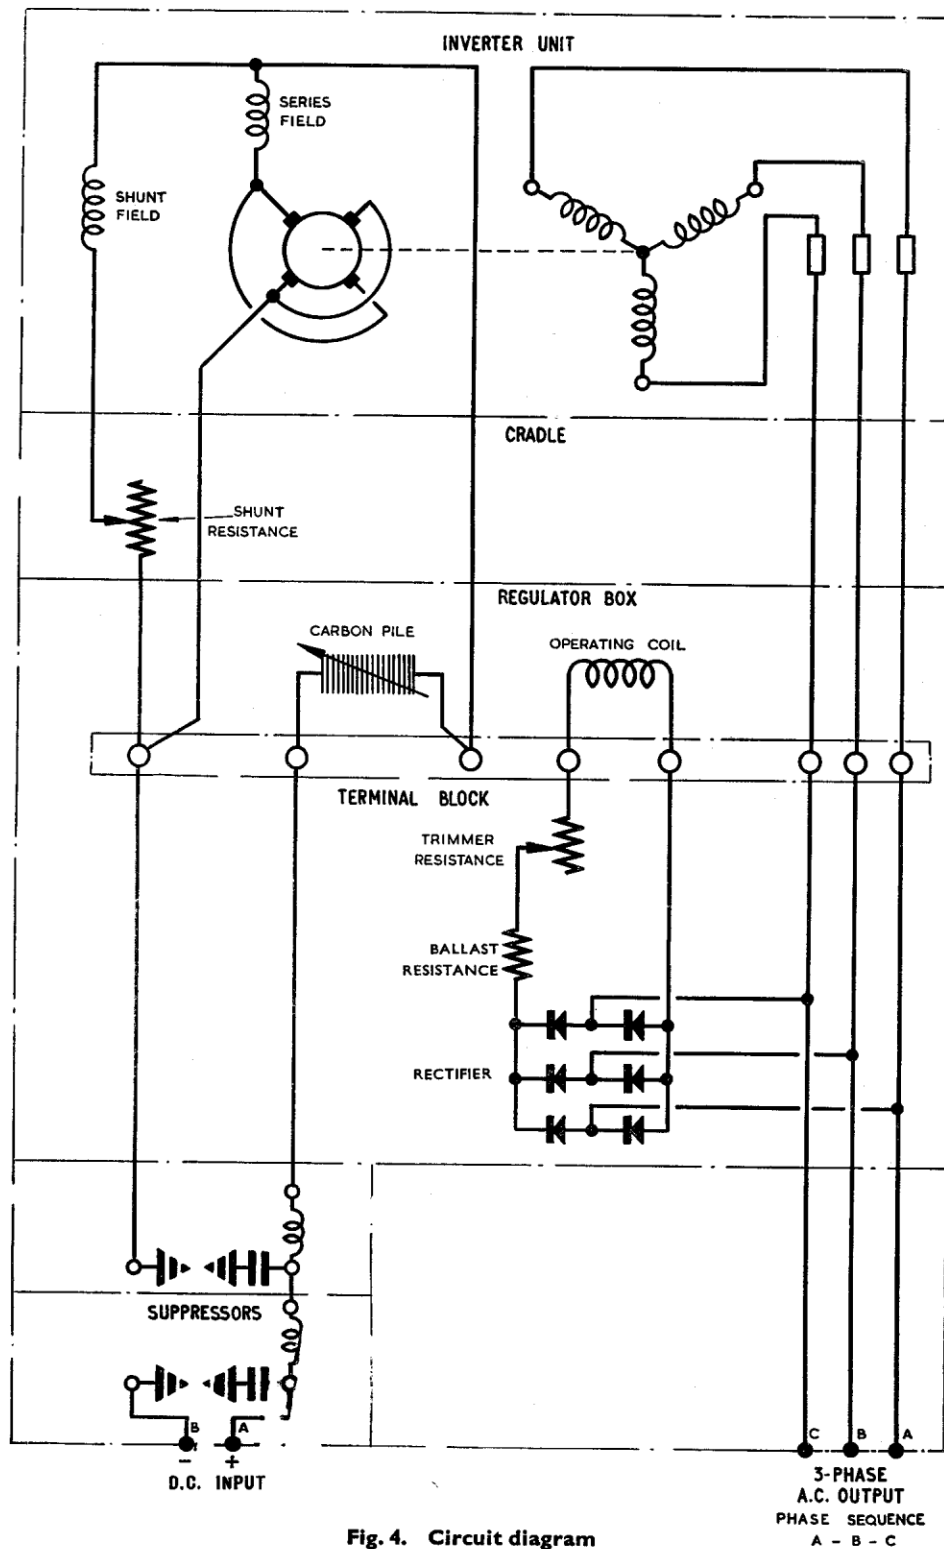 INVERTER UNIT
SERIES
FIELD
SHUNT
FIELD
CRADLE
SHUNT
RESISTANCE
REGULATOR BOX
CARBON PILE
OPERATING COIL
TERMINAL BLOCK
TRIMMER
RESISTANCE
BALLAST
RESISTANCE
RECTIFIER
SUPPRESSORS
B
A
C
B
A
- +
D.C. INPUT
3-PHASE
A.C. OUTPUT
PHASE SEQUENCE
A - B - C
Fig. 4. Circuit diagram